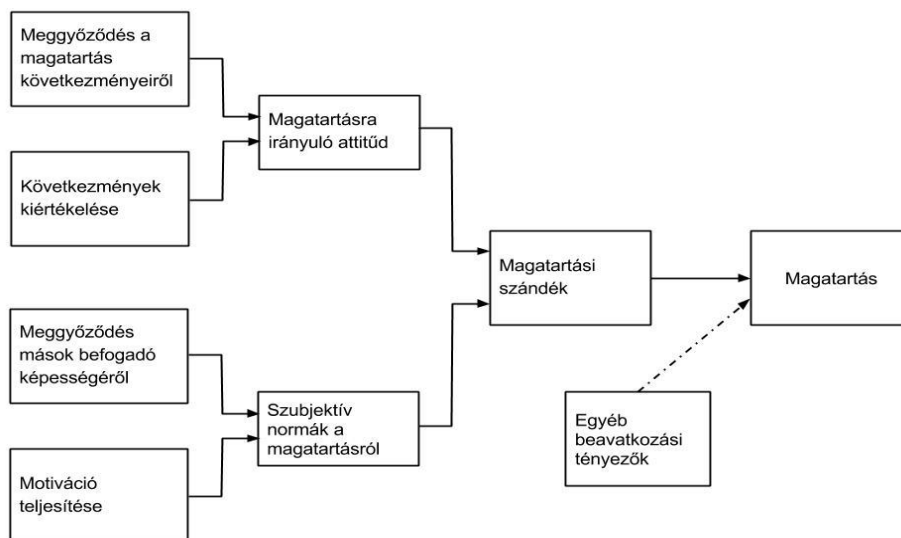 Meggyőződés a
magatartás
következményeiről
Magatartásra
irányuló attitűd
Következmények
kiértékelése
Magatartási
szándék
Magatartás
Meggyőződés
mások befogadó
képességéről
Szubjektív
normák a
magatartásról
Egyéb
beavatkozási
tényezők
Motiváció
teljesítése